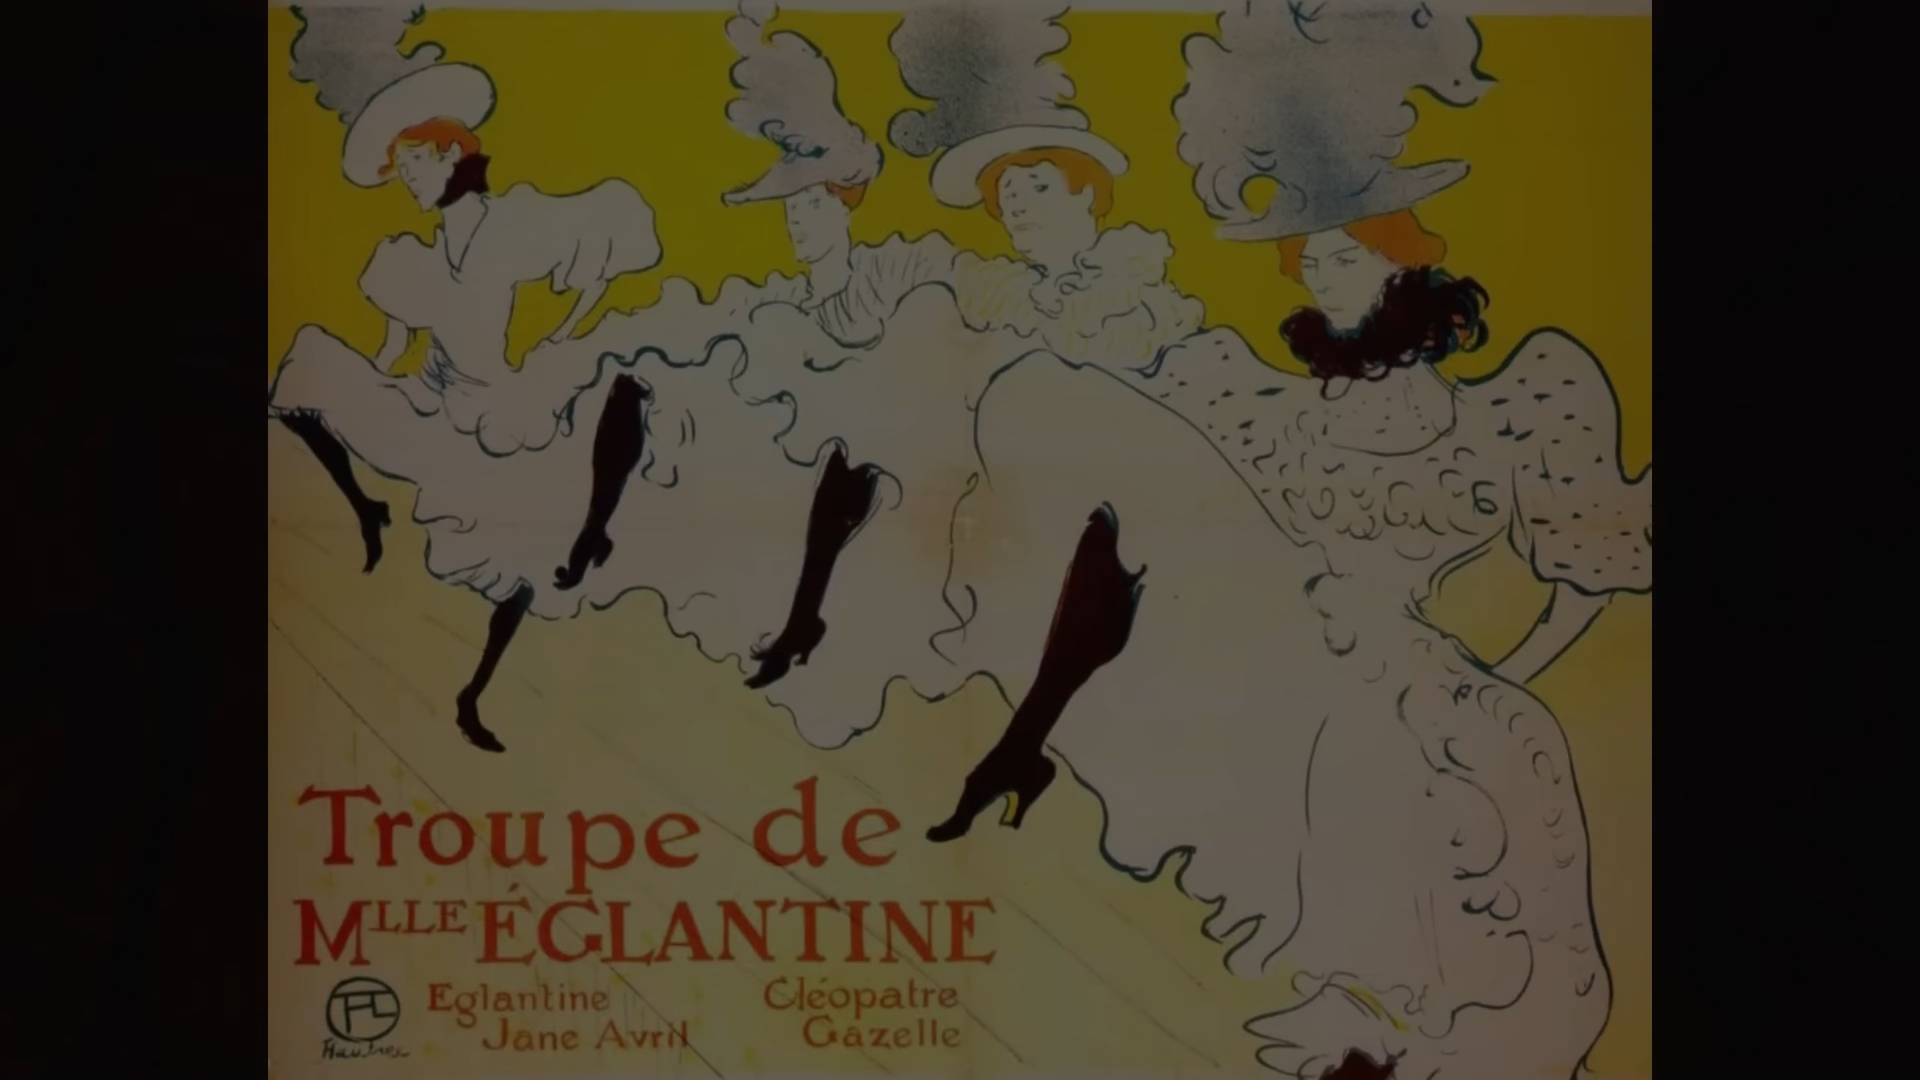 Troupe de
MLLE ÉGLANTINE
Eglantine Cléopatre
Jane Avril Gazelle